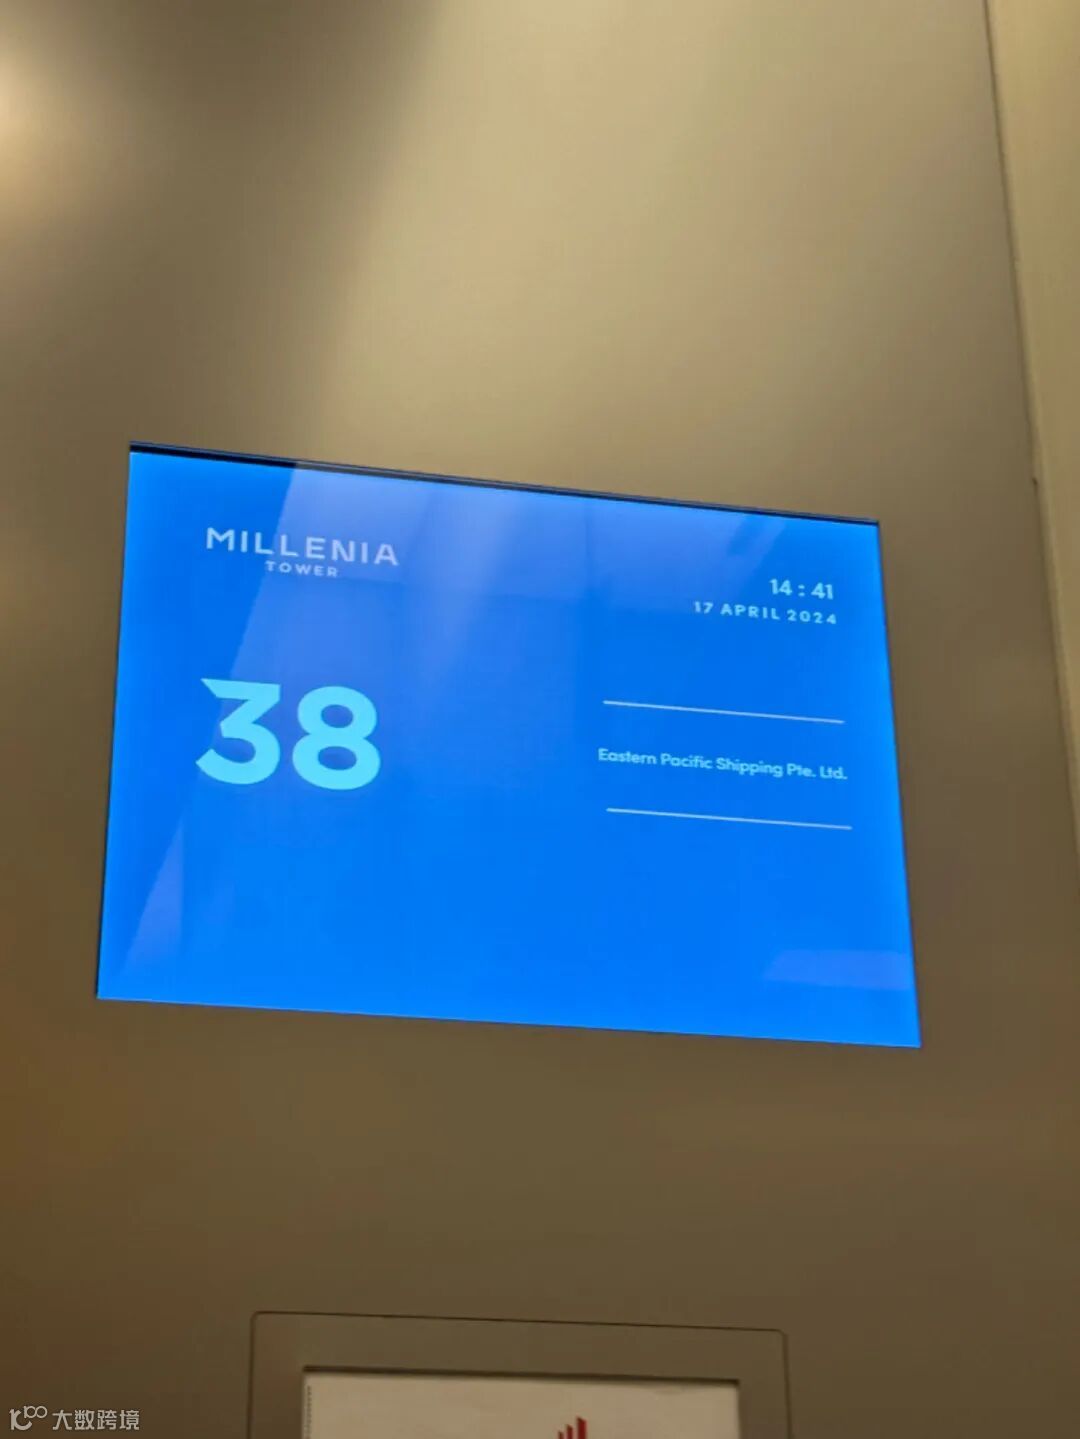 MILLENIA
TOWER
14 : 41
17 APRIL 2024
38
Eastern Pacific Shipping Pte. Ltd.
大数跨境